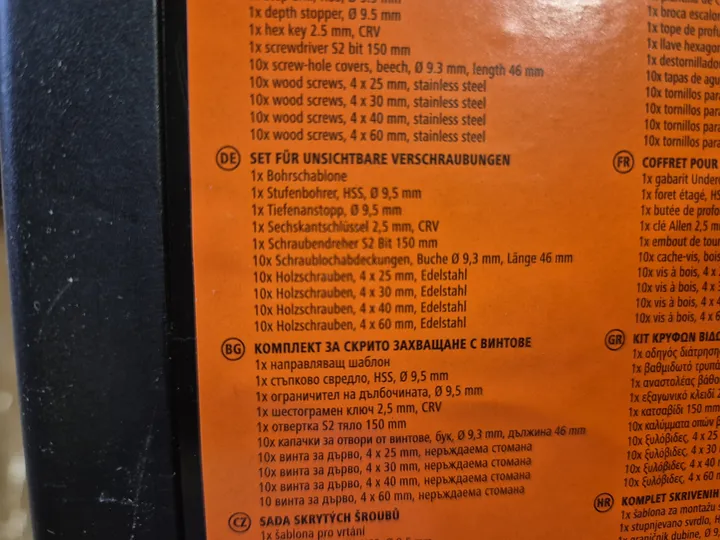 1x depth stopper, Ø 9.5 mm
1x hex key 2.5 mm, CRV
1x screwdriver S2 bit 150 mm
10x screw-hole covers, beech, Ø 9.3 mm, length 46 mm
10x wood screws, 4 x 25 mm, stainless steel
10x wood screws, 4 x 30 mm, stainless steel
10x wood screws, 4 x 40 mm, stainless steel
10x wood screws, 4 x 60 mm, stainless steel
DE SET FÜR UNSICHTBARE VERSCHRAUBUNGEN
1x Bohrschablone
1x Stufenbohrer, HSS, Ø 9,5 mm
1x Tiefenanstopp, Ø 9,5 mm
1x Sechskantschlüssel 2,5 mm, CRV
1x Schraubendreher S2 Bit 150 mm
10x Schraublochabdeckungen, Buche Ø 9,3 mm, Länge 46 mm
10x Holzschrauben, 4 x 25 mm, Edelstahl
10x Holzschrauben, 4 x 30 mm, Edelstahl
10x Holzschrauben, 4 x 40 mm, Edelstahl
10x Holzschrauben, 4 x 60 mm, Edelstahl
BG КОМПЛЕКТ ЗА СКРИТО ЗАХВАЩАНЕ С ВИНТОВЕ
1x направляващ шаблон
1x стъпково свредло, HSS, Ø 9,5 mm
1x ограничител на дълбочината, Ø 9,5 mm
1x шестограмен ключ 2,5 mm, CRV
1x отвертка S2 тяло 150 mm
10x капачки за отвори от винтове, бук, Ø 9,3 mm, дължина 46 mm
10x винта за дърво, 4 x 25 mm, неръждаема стомана
10x винта за дърво, 4 x 30 mm, неръждаема стомана
10x винта за дърво, 4 x 40 mm, неръждаема стомана
10 винта за дърво, 4 x 60 mm, неръждаема стомана
CZ SADA SKRYTÝCH ŠROUBŮ
1x šablona pro vrtání
1x broca
1x tope de
1x llave
1x
10x tapas de
10x tornillos
10x tornillos
10x tornillos
10x tornillos
FR COFFRET POUR
1x gabarit
1x foret étagé,
1x butée de
1x clé Allen 2,5
1x embout de
10x cache-vis,
10x vis à bois, 4 x
10x vis à bois, 4 x
10x vis à bois, 4 x
10x vis à bois, 4 x
GR ΚΙΤ ΚΡΥΦΩΝ
1x οδηγός
1x βαθμιδωτό
1x αναστολέας
1x εξαγωνικό κλειδί
1x κατσαβίδι 150
10x καλύμματα οπών
10x ξυλόβιδες, 4 x 25
10x ξυλόβιδες, 4 x 30
10x ξυλόβιδες, 4 x 40
10x ξυλόβιδες, 4 x 60
HR KOMPLET SKRIVENIH
1x šablona za montažu
1x stupnjevano svrdlo,
dubine, Ø